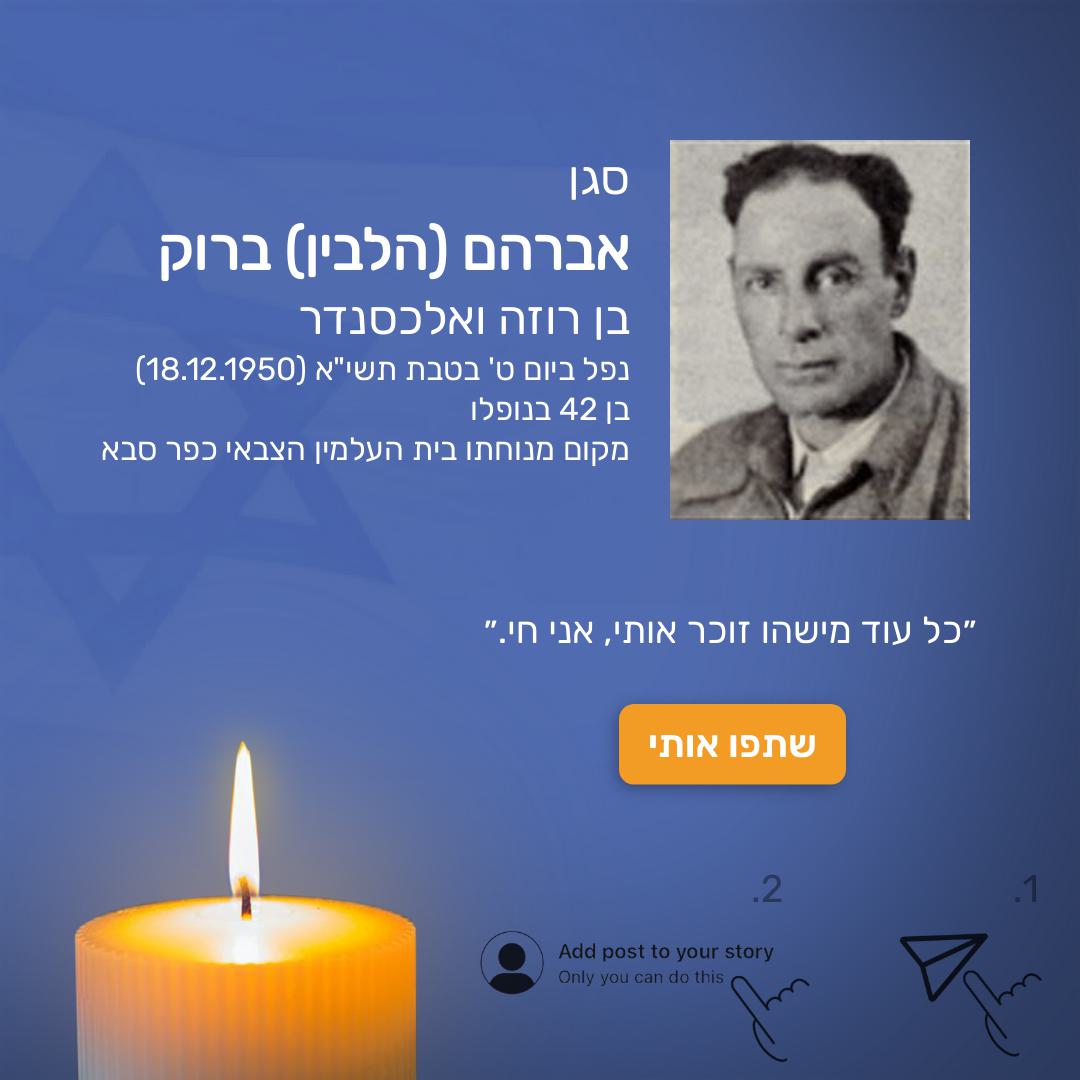 סגן
אברהם (הלבין) ברוק
בן רוזה ואלכסנדר
נפל ביום ט' בטבת תשי"א (18.12.1950)
בן 42 בנופלו
מקום מנוחתו בית העלמין הצבאי כפר סבא
״כל עוד מישהו זוכר אותי, אני חי.״
שתפו אותי
1.
2.
Add post to your story
Only you can do this